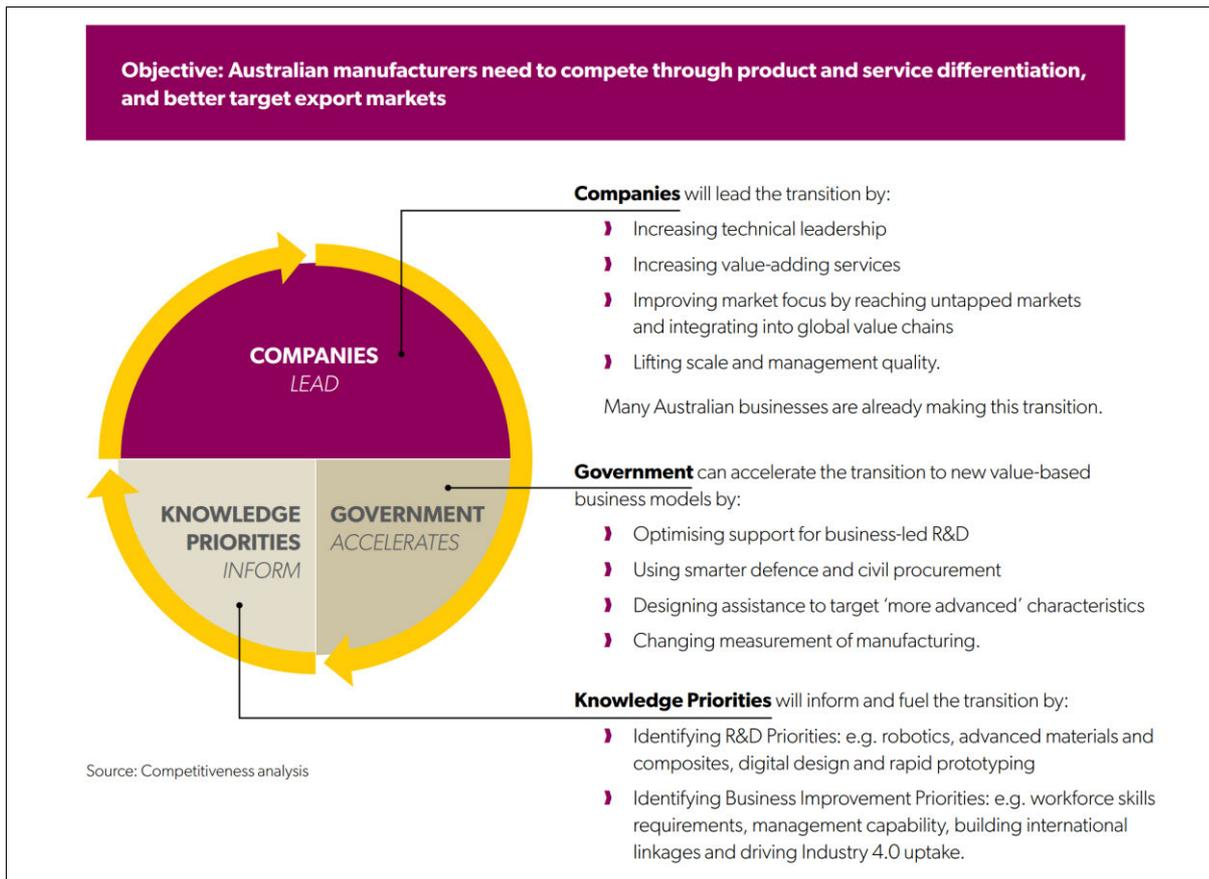 Objective: Australian manufacturers need to compete through product and service differentiation,
and better target export markets
COMPANIES
LEAD
KNOWLEDGE
PRIORITIES
INFORM
GOVERNMENT
ACCELERATES
Companies will lead the transition by:
Increasing technical leadership
Increasing value-adding services
Improving market focus by reaching untapped markets
and integrating into global value chains
Lifting scale and management quality.
Many Australian businesses are already making this transition.
Government can accelerate the transition to new value-based
business models by:
Optimising support for business-led R&D
Using smarter defence and civil procurement
Designing assistance to target ‘more advanced’ characteristics
Changing measurement of manufacturing.
Knowledge Priorities will inform and fuel the transition by:
Identifying R&D Priorities: e.g. robotics, advanced materials and
composites, digital design and rapid prototyping
Identifying Business Improvement Priorities: e.g. workforce skills
requirements, management capability, building international
linkages and driving Industry 4.0 uptake.
Source: Competitiveness analysis